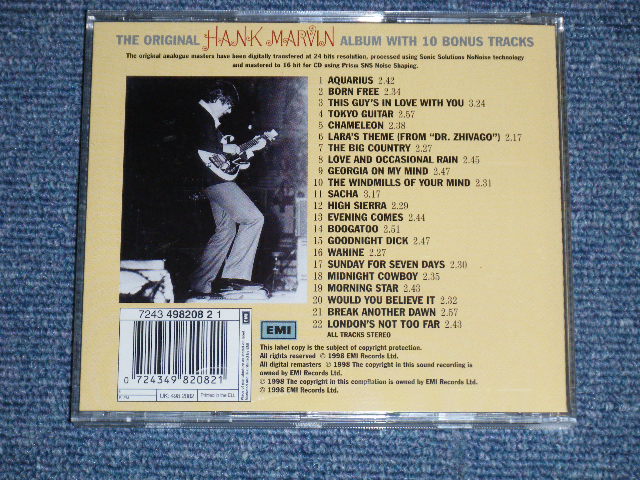 THE ORIGINAL HANK MARVIN ALBUM WITH 10 BONUS TRACKS
The original analogue masters have been digitally transferred at 24 bits resolution, processed using Sonic Solutions NoNoise technology
and mastered to 16 bit for CD using Prism SNS Noise Shaping.
1 AQUARIUS 2.42
2 BORN FREE 2.34
3 THIS GUY'S IN LOVE WITH YOU 3.24
4 TOKYO GUITAR 2.57
5 CHAMELEON 2.38
6 LARA'S THEME (FROM "DR. ZHIVAGO") 2.17
7 THE BIG COUNTRY 2.27
8 LOVE AND OCCASIONAL RAIN 2.45
9 GEORGIA ON MY MIND 2.47
10 THE WINDMILLS OF YOUR MIND 2.31
11 SACHA 3.17
12 HIGH SIERRA 2.29
13 EVENING COMES 2.44
14 BOOGATOO 2.51
15 GOODNIGHT DICK 2.47
16 WAHINE 2.27
17 SUNDAY FOR SEVEN DAYS 2.30
18 MIDNIGHT COWBOY 2.35
19 MORNING STAR 2.43
20 WOULD YOU BELIEVE IT 2.32
21 BREAK ANOTHER DAWN 2.57
22 LONDON'S NOT TOO FAR 2.43
ALL TRACKS STEREO
7243 498208 2 1
0 724349 820821
UK: 498 2082
Printed in the E.U.
EMI
This label copy is the subject of copyright protection.
All rights reserved ℗ 1998 EMI Records Ltd.
All digital remasters ℗ 1998 The copyright in this sound recording is
owned by EMI Records Ltd.
℗ 1998 The copyright in this compilation is owned by EMI Records Ltd.
© 1998 EMI Records Ltd.